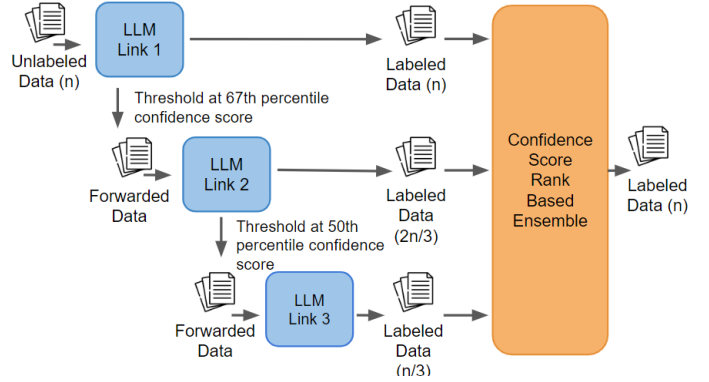 LLM
Link 1
Unlabeled
Data (n)
Labeled
Data (n)
Threshold at 67th percentile
confidence score
LLM
Link 2
Forwarded
Data
Labeled
Data
(2n/3)
Threshold at 50th
percentile confidence
score
LLM
Link 3
Forwarded
Data
Labeled
Data
(n/3)
Confidence
Score
Rank
Based
Ensemble
Labeled
Data (n)